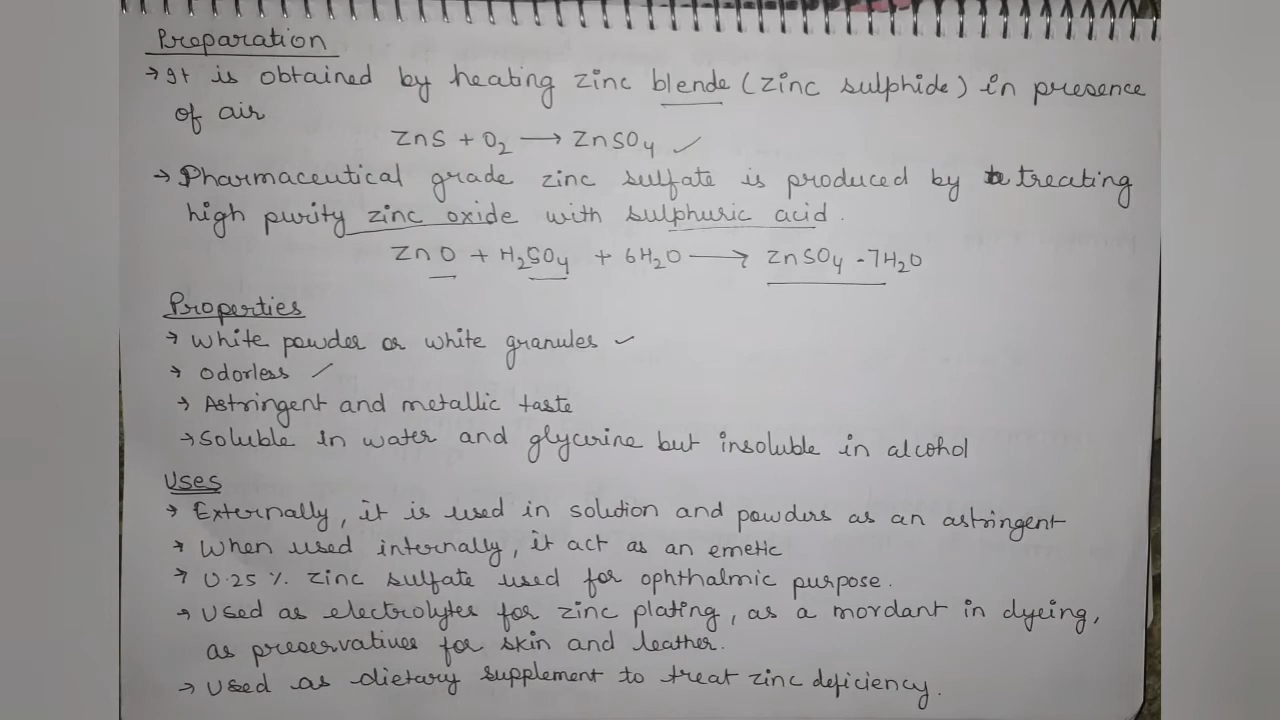 Preparation
→ It is obtained by heating zinc blende (zinc sulphide) in presence
of air
ZnS + O₂ → ZnSO₄ ✓
→ Pharmaceutical grade zinc sulfate is produced by treating
high purity zinc oxide with sulphuric acid.
ZnO + H₂SO₄ + 6H₂O → ZnSO₄ - 7H₂O
Properties
→ White powder or white granules ✓
→ Odorless ✓
→ Astringent and metallic taste
→ Soluble in water and glycerine but insoluble in alcohol
Uses
→ Externally, it is used in solution and powders as an astringent
→ When used internally, it act as an emetic
→ 0.25 % zinc sulfate used for ophthalmic purpose.
→ Used as electrolytes for zinc plating, as a mordant in dyeing,
as preservatives for skin and leather.
→ Used as dietary supplement to treat zinc deficiency.